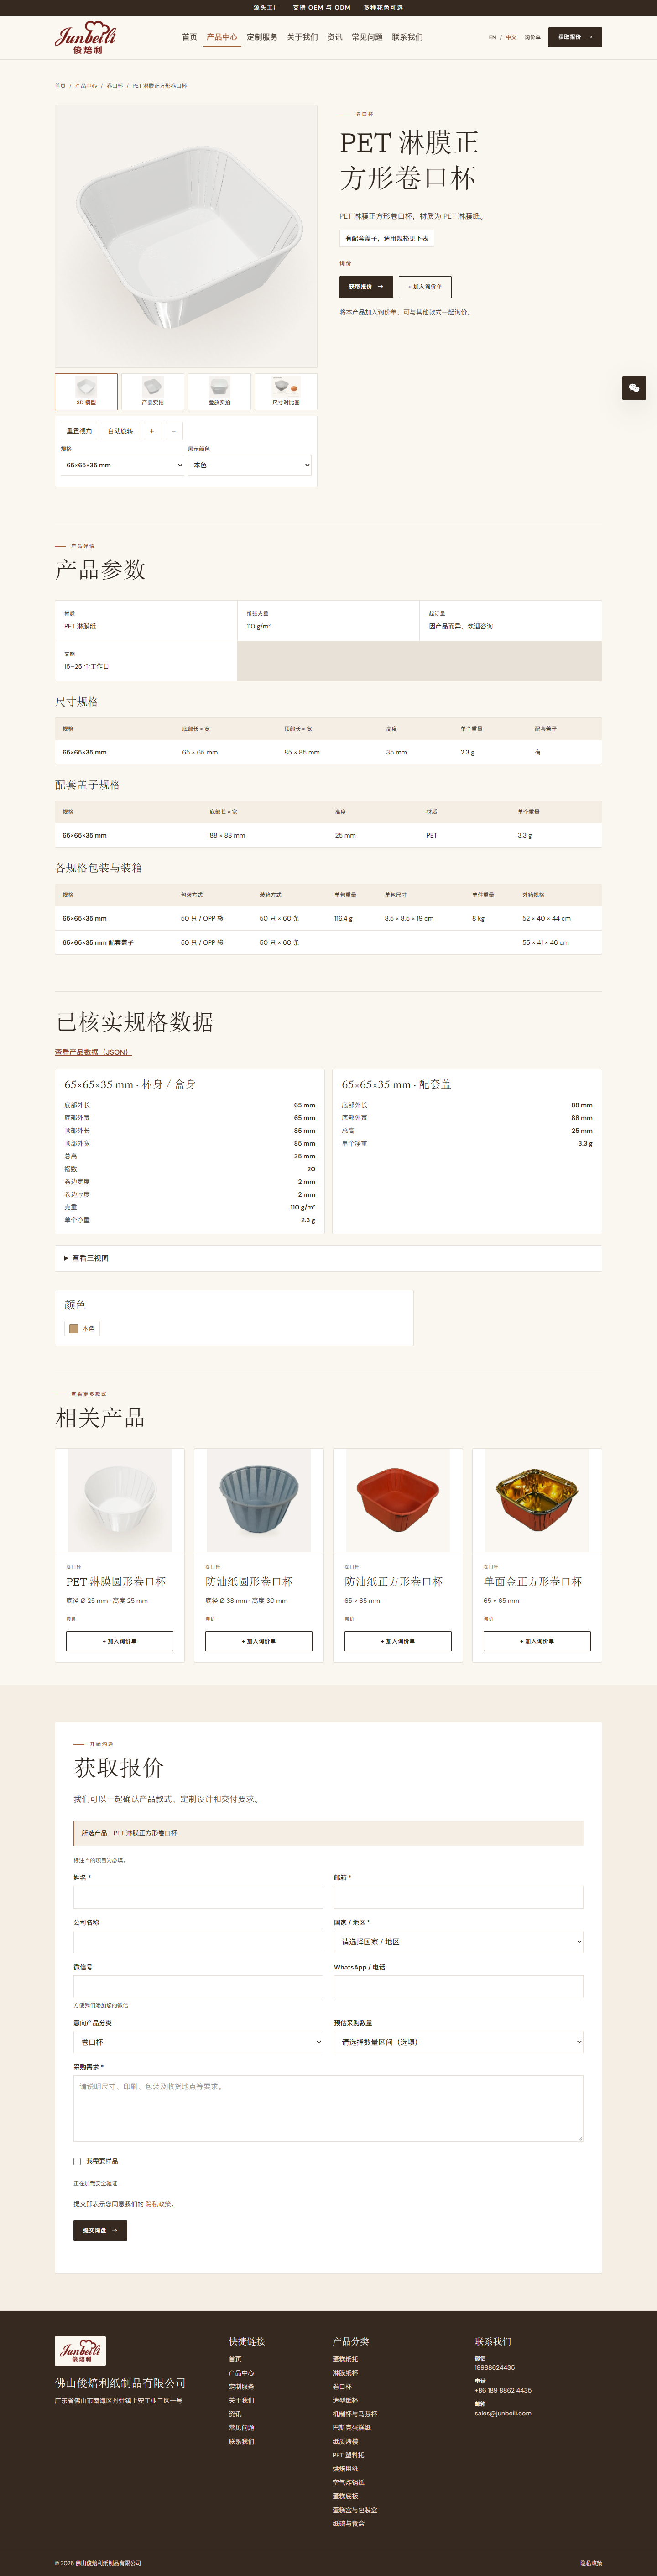 源头工厂 支持 OEM 与 ODM 多种花色可选
Junbeili
俊焙利
首页 产品中心 定制服务 关于我们 资讯 常见问题 联系我们
EN / 中文 询价单 获取报价 →
首页 / 产品中心 / 卷口杯 / PET 淋膜正方形卷口杯
卷口杯
PET 淋膜正
方形卷口杯
PET 淋膜正方形卷口杯，材质为 PET 淋膜纸。
有配套盖子，适用规格见下表
询价
获取报价 → + 加入询价单
将本产品加入询价单，可与其他款式一起询价。
3D 模型 产品实拍 叠放实拍 尺寸对比图
重置视角 自动旋转 + −
规格 展示颜色
65×65×35 mm 本色
产品详情
产品参数
材质 纸张克重 起订量
PET 淋膜纸 110 g/m² 因产品而异，欢迎咨询
交期
15–25 个工作日
尺寸规格
规格 底部长 × 宽 顶部长 × 宽 高度 单个重量 配套盖子
65×65×35 mm 65 × 65 mm 85 × 85 mm 35 mm 2.3 g 有
配套盖子规格
规格 底部长 × 宽 高度 材质 单个重量
65×65×35 mm 88 × 88 mm 25 mm PET 3.3 g
各规格包装与装箱
规格 包装方式 装箱方式 单包重量 单包尺寸 单件重量 外箱规格
65×65×35 mm 50 只 / OPP 袋 50 只 × 60 条 116.4 g 8.5 × 8.5 × 19 cm 8 kg 52 × 40 × 44 cm
65×65×35 mm 配套盖子 50 只 / OPP 袋 50 只 × 60 条 55 × 41 × 46 cm
已核实规格数据
查看产品数据（JSON）
65×65×35 mm · 杯身 / 盒身
底部外长 65 mm
底部外宽 65 mm
顶部外长 85 mm
顶部外宽 85 mm
总高 35 mm
褶数 20
卷边宽度 2 mm
卷边厚度 2 mm
克重 110 g/m²
单个净重 2.3 g
65×65×35 mm · 配套盖
底部外长 88 mm
底部外宽 88 mm
总高 25 mm
单个净重 3.3 g
▶ 查看三视图
颜色
本色
查看更多款式
相关产品
卷口杯 卷口杯 卷口杯 卷口杯
PET 淋膜圆形卷口杯 防油纸圆形卷口杯 防油纸正方形卷口杯 单面金正方形卷口杯
底径 Ø 25 mm · 高度 25 mm 底径 Ø 38 mm · 高度 30 mm 65 × 65 mm 65 × 65 mm
询价 询价 询价 询价
+ 加入询价单 + 加入询价单 + 加入询价单 + 加入询价单
开始沟通
获取报价
我们可以一起确认产品款式、定制设计和交付要求。
所选产品：PET 淋膜正方形卷口杯
标注 * 的项目为必填。
姓名 * 邮箱 *
公司名称 国家 / 地区 *
请选择国家 / 地区
微信号 WhatsApp / 电话
方便我们添加您的微信
意向产品分类 预估采购数量
卷口杯 请选择数量区间（选填）
采购需求 *
请说明尺寸、印刷、包装及收货地点等要求。
我需要样品
正在加载安全验证…
提交即表示您同意我们的 隐私政策。
提交询盘 →
Junbeili
俊焙利
佛山俊焙利纸制品有限公司
广东省佛山市南海区丹灶镇上安工业二区一号
快捷链接
首页
产品中心
定制服务
关于我们
资讯
常见问题
联系我们
产品分类
蛋糕纸托
淋膜纸杯
卷口杯
造型纸杯
机制杯与马芬杯
巴斯克蛋糕纸
纸质烤模
PET 塑料托
烘焙用纸
空气炸锅纸
蛋糕底板
蛋糕盒与包装盒
纸碗与餐盒
联系我们
微信
18988624435
电话
+86 189 8862 4435
邮箱
sales@junbeili.com
© 2026 佛山俊焙利纸制品有限公司 隐私政策